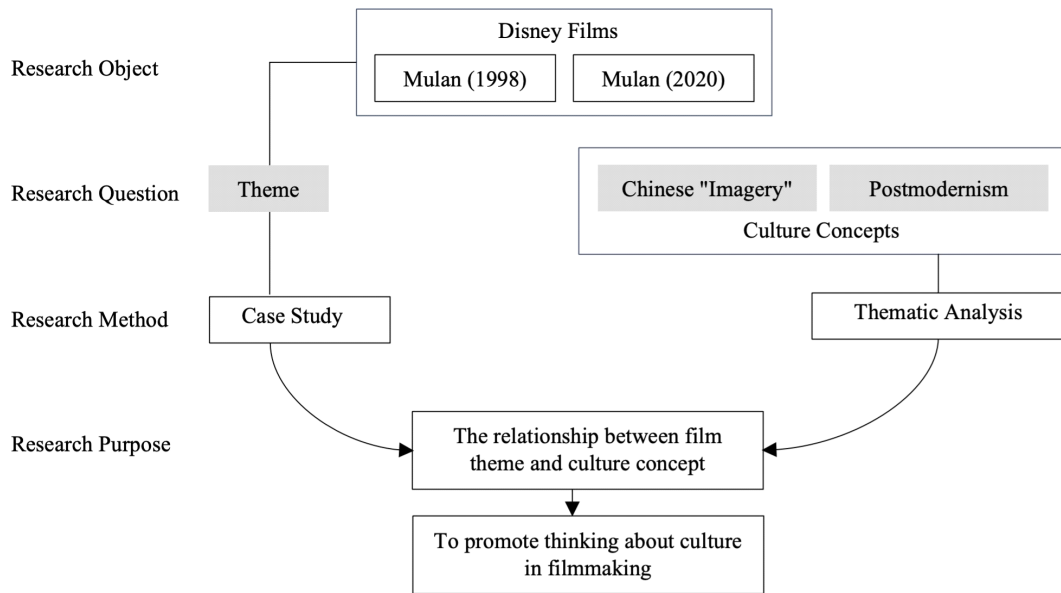 Disney Films
Research Object
Mulan (1998)
Mulan (2020)
Research Question
Theme
Chinese "Imagery"
Postmodernism
Culture Concepts
Research Method
Case Study
Thematic Analysis
Research Purpose
The relationship between film
theme and culture concept
To promote thinking about culture
in filmmaking